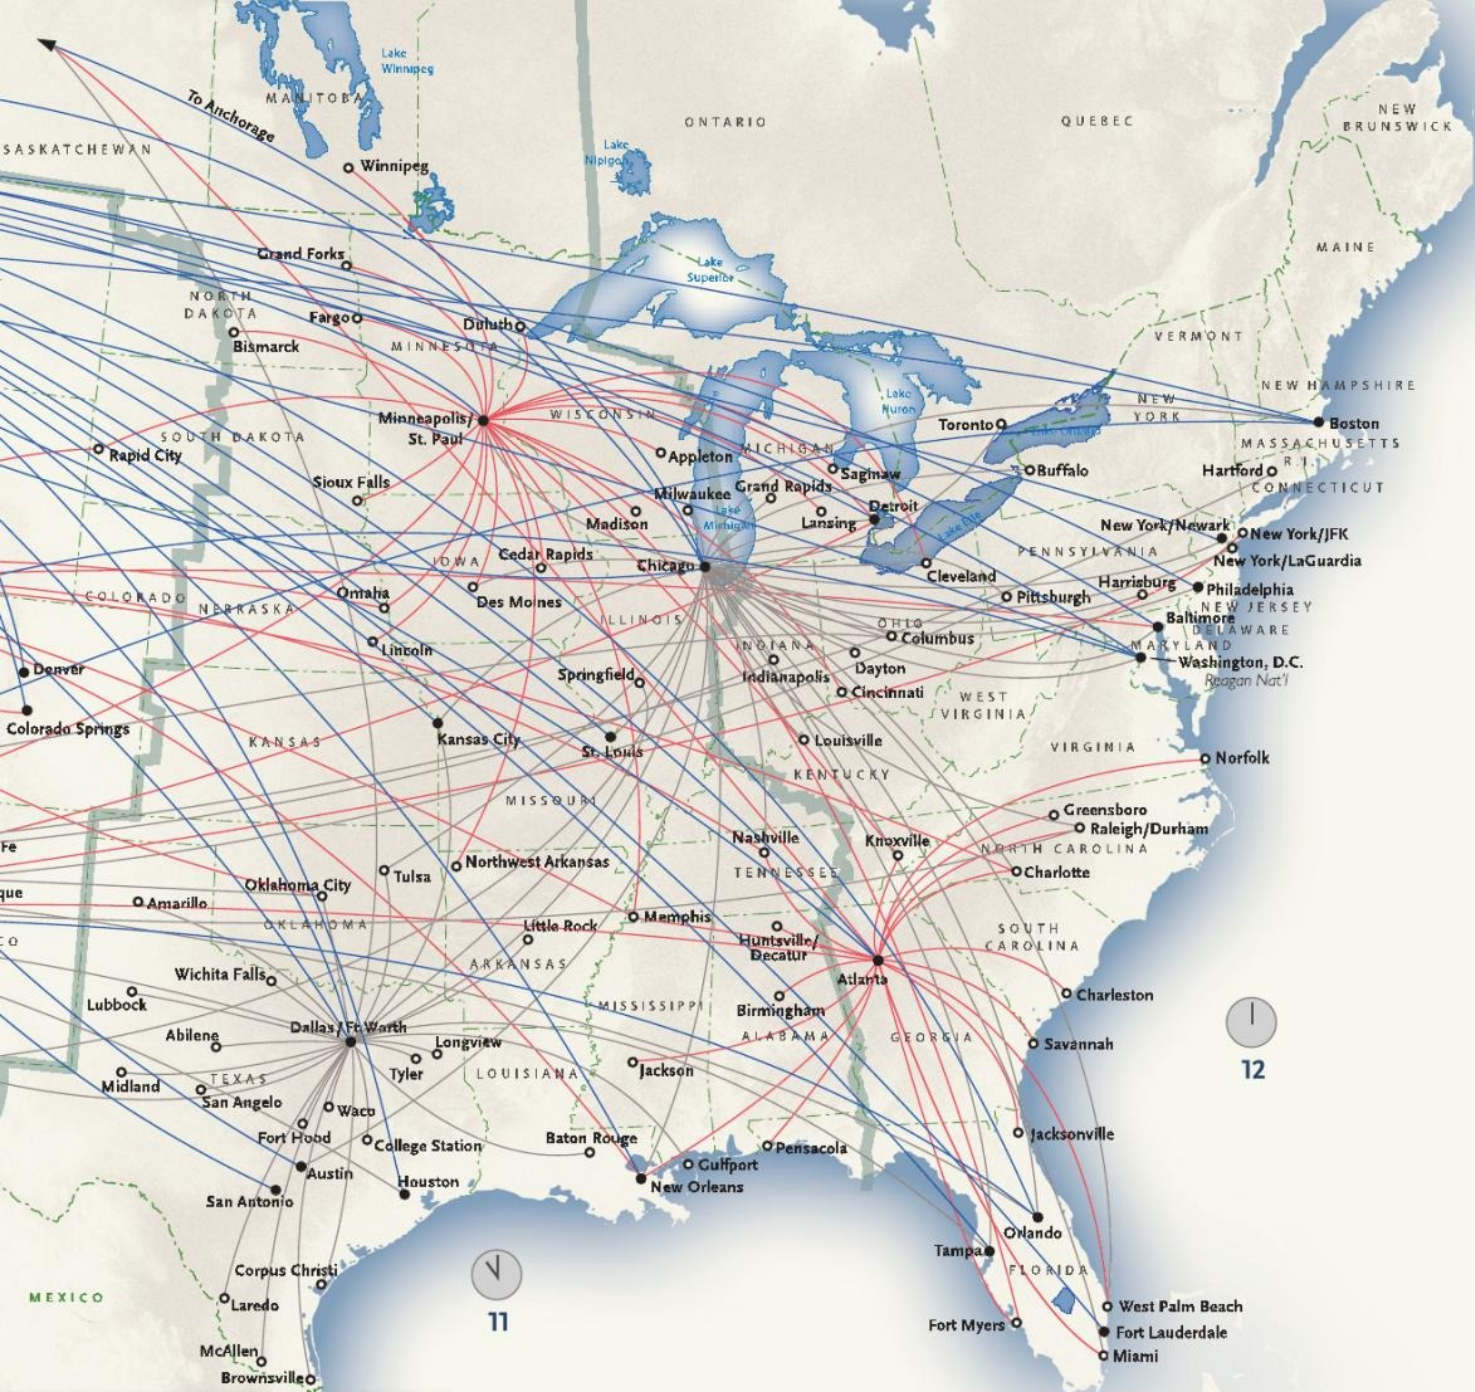 Lake
Winnipeg
To Anchorage
MANITOBA
ONTARIO
QUEBEC
NEW
BRUNSWICK
SASKATCHEWAN
Lake
Nipigon
Winnipeg
MAINE
Grand Forks
Lake
Superior
NORTH
DAKOTA
Fargo
Duluth
Bismarck
MINNESOTA
VERMONT
NEW HAMPSHIRE
Lake
Huron
NEW
YORK
Minneapolis/
St. Paul
WISCONSIN
Toronto
Lake Ontario
Boston
SOUTH DAKOTA
Rapid City
Appleton
MICHIGAN
MASSACHUSETTS
R.I.
Saginaw
Buffalo
Hartford
CONNECTICUT
Sioux Falls
Milwaukee
Grand Rapids
Madison
Lake
Michigan
Lansing
Detroit
Lake Erie
New York/Newark
New York/JFK
New York/LaGuardia
PENNSYLVANIA
IOWA
Cedar Rapids
Chicago
Cleveland
Harrisburg
Philadelphia
COLORADO
NEBRASKA
Omaha
Des Moines
Pittsburgh
NEW JERSEY
ILLINOIS
OHIO
Columbus
Baltimore
DELAWARE
Lincoln
INDIANA
MARYLAND
Denver
Springfield
Indianapolis
Dayton
Washington, D.C.
Reagan Nat'l
Cincinnati
WEST
VIRGINIA
Colorado Springs
KANSAS
Kansas City
St. Louis
Louisville
VIRGINIA
Norfolk
KENTUCKY
MISSOURI
Greensboro
Raleigh/Durham
Fe
Nashville
Knoxville
NORTH CAROLINA
Northwest Arkansas
TENNESSEE
Charlotte
Tulsa
que
Oklahoma City
Amarillo
OKLAHOMA
Little Rock
Memphis
Huntsville/
Decatur
SOUTH
CAROLINA
CO
ARKANSAS
Wichita Falls
Atlanta
Lubbock
MISSISSIPPI
Birmingham
Charleston
Abilene
Dallas/Ft. Worth
Longview
ALABAMA
GEORGIA
Savannah
Tyler
LOUISIANA
Jackson
Midland
TEXAS
San Angelo
Waco
Fort Hood
College Station
Baton Rouge
Pensacola
Jacksonville
Austin
Gulfport
San Antonio
Houston
New Orleans
Orlando
Tampa
FLORIDA
Corpus Christi
MEXICO
Laredo
West Palm Beach
Fort Myers
Fort Lauderdale
McAllen
Miami
Brownsville
11
12